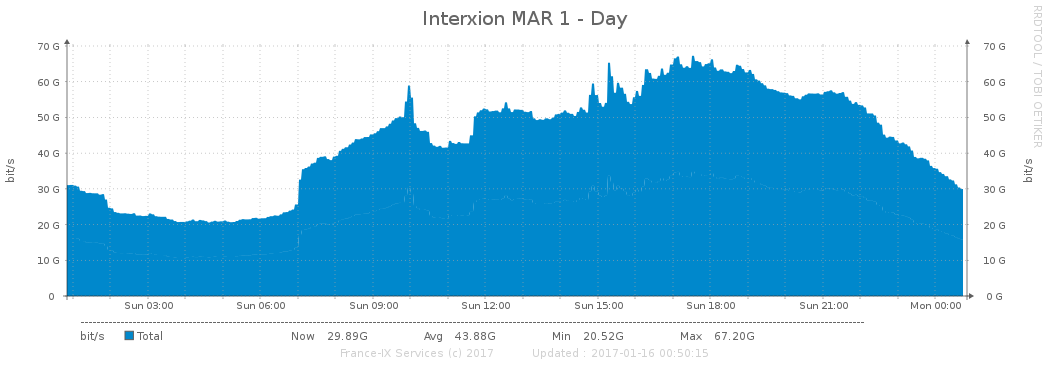 Interxion MAR 1 - Day
RRDTOOL / TOBI OETIKER
bit/s
70 G 70 G
60 G 60 G
50 G 50 G
40 G 40 G
30 G 30 G
20 G 20 G
10 G 10 G
0 0 G
bit/s
Sun 03:00 Sun 06:00 Sun 09:00 Sun 12:00 Sun 15:00 Sun 18:00 Sun 21:00 Mon 00:00
bit/s Total Now 29.89G Avg 43.88G Min 20.52G Max 67.20G
France-IX Services (c) 2017 Updated : 2017-01-16 00:50:15